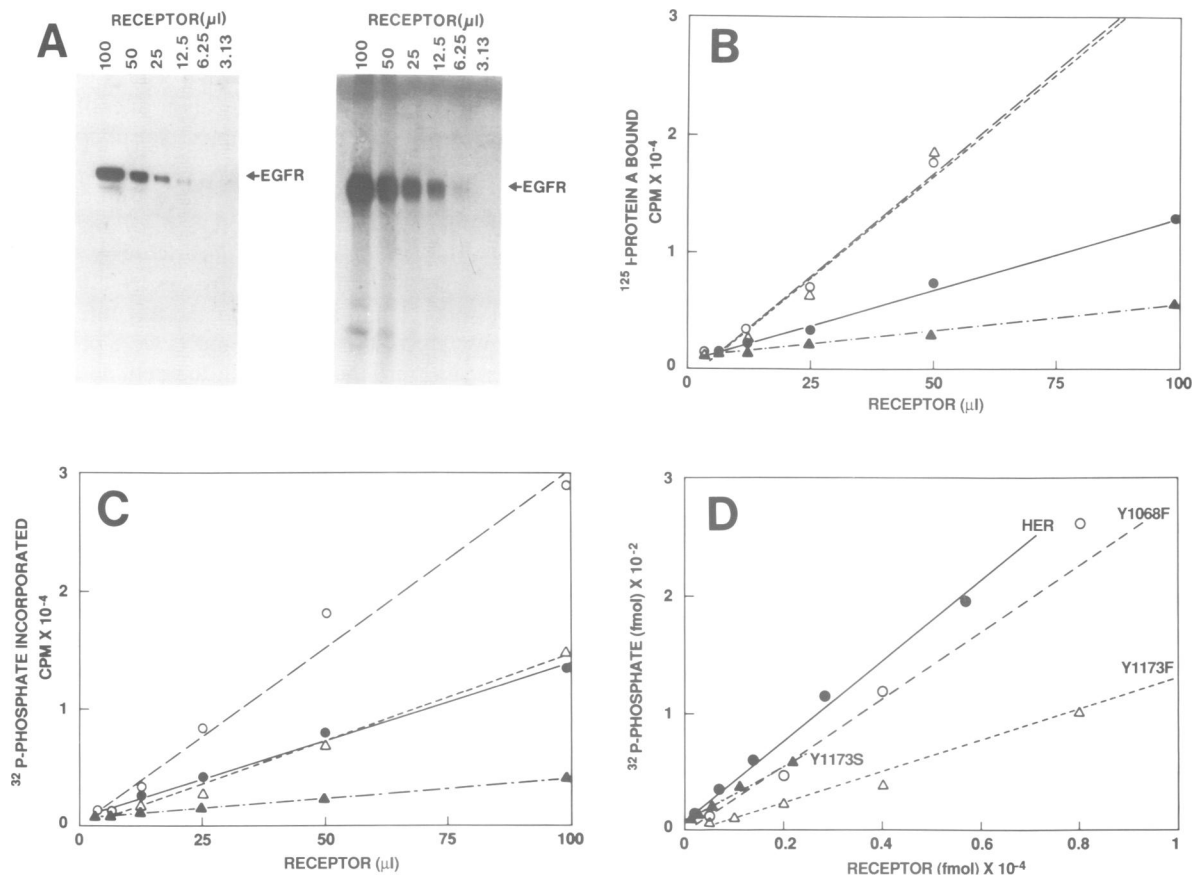 A
RECEPTOR(µl)
100 50 25 12.5 6.25 3.13
←EGFR
RECEPTOR(µl)
100 50 25 12.5 6.25 3.13
←EGFR
B
125 I-PROTEIN A BOUND
CPM X 10-4
3
2
1
0
0 25 50 75 100
RECEPTOR (µl)
C
32 P-PHOSPHATE INCORPORATED
CPM X 10-4
3
2
1
0
0 25 50 75 100
RECEPTOR (µl)
D
32 P-PHOSPHATE (fmol) X 10-2
3
2
1
0
HER
Y1068F
Y1173F
Y1173S
0 0.2 0.4 0.6 0.8 1
RECEPTOR (fmol) X 10-4